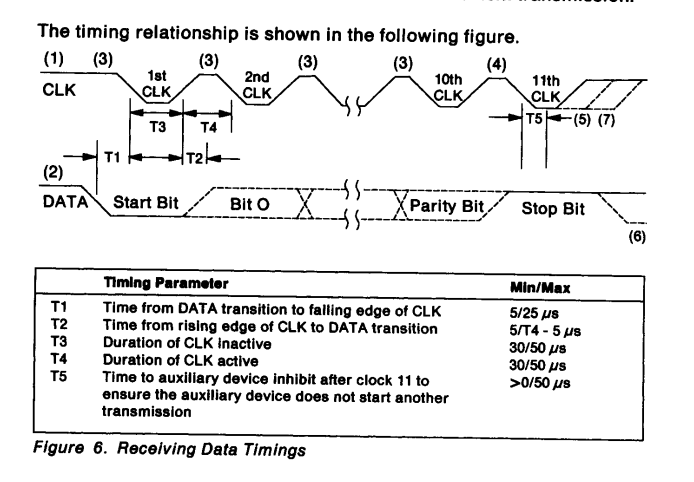 The timing relationship is shown in the following figure.
(1) (3) (3) (3) (3) (4)
1st 2nd 10th 11th
CLK CLK CLK CLK CLK
T3 T4 T5 (5) (7)
T1 T2
(2)
DATA Start Bit Bit O Parity Bit Stop Bit
(6)
Timing Parameter Min/Max
T1 Time from DATA transition to falling edge of CLK 5/25 μs
T2 Time from rising edge of CLK to DATA transition 5/T4 - 5 μs
T3 Duration of CLK inactive 30/50 μs
T4 Duration of CLK active 30/50 μs
T5 Time to auxiliary device inhibit after clock 11 to >0/50 μs
ensure the auxiliary device does not start another
transmission
Figure 6. Receiving Data Timings